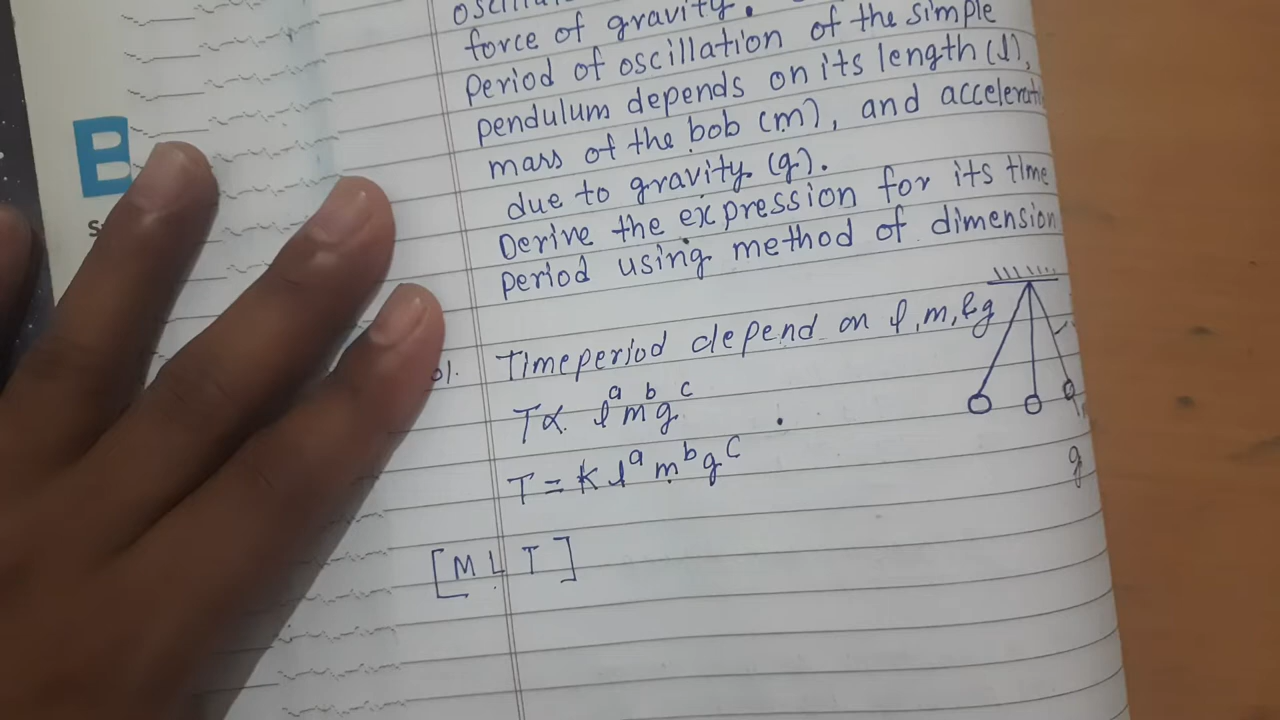 force of gravity.
Period of oscillation of the simple
pendulum depends on its length (l),
mass of the bob (m), and accelerati
due to gravity (g).
Derive the expression for its time
period using method of dimension
Timeperiod depend on l, m, & g
T ∝ l^a m^b g^c
T = K l^a m^b g^c
g
[M L T]
B